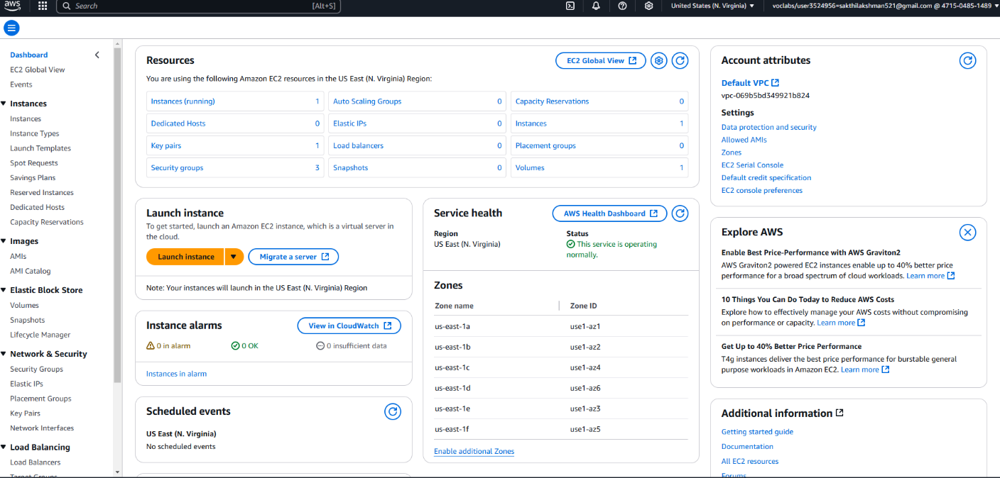 aws
Search
[Alt+S]
United States (N. Virginia)
voclabs/user3524956=sakthilakshman521@gmail.com @ 4715-0485-1489
Dashboard
EC2 Global View
Events
Instances
Instances
Instance Types
Launch Templates
Spot Requests
Savings Plans
Reserved Instances
Dedicated Hosts
Capacity Reservations
Images
AMIs
AMI Catalog
Elastic Block Store
Volumes
Snapshots
Lifecycle Manager
Network & Security
Security Groups
Elastic IPs
Placement Groups
Key Pairs
Network Interfaces
Load Balancing
Load Balancers
Target Groups
Resources
EC2 Global View
You are using the following Amazon EC2 resources in the US East (N. Virginia) Region:
Instances (running) 1
Auto Scaling Groups 0
Capacity Reservations 0
Dedicated Hosts 0
Elastic IPs 0
Instances 1
Key pairs 1
Load balancers 0
Placement groups 0
Security groups 3
Snapshots 0
Volumes 1
Launch instance
To get started, launch an Amazon EC2 instance, which is a virtual server in
the cloud.
Launch instance
Migrate a server
Note: Your instances will launch in the US East (N. Virginia) Region
Instance alarms
View in CloudWatch
0 in alarm
0 OK
0 insufficient data
Instances in alarm
Scheduled events
US East (N. Virginia)
No scheduled events
Service health
AWS Health Dashboard
Region
US East (N. Virginia)
Status
This service is operating
normally.
Zones
Zone name Zone ID
us-east-1a use1-az1
us-east-1b use1-az2
us-east-1c use1-az4
us-east-1d use1-az6
us-east-1e use1-az3
us-east-1f use1-az5
Enable additional Zones
Account attributes
Default VPC
vpc-069b5bd349921b824
Settings
Data protection and security
Allowed AMIs
Zones
EC2 Serial Console
Default credit specification
EC2 console preferences
Explore AWS
Enable Best Price-Performance with AWS Graviton2
AWS Graviton2 powered EC2 instances enable up to 40% better price
performance for a broad spectrum of cloud workloads. Learn more
10 Things You Can Do Today to Reduce AWS Costs
Explore how to effectively manage your AWS costs without compromising
on performance or capacity. Learn more
Get Up to 40% Better Price Performance
T4g instances deliver the best price performance for burstable general
purpose workloads in Amazon EC2. Learn more
Additional information
Getting started guide
Documentation
All EC2 resources
Forums